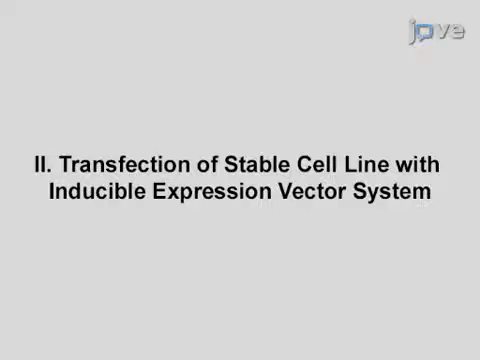 jove
II. Transfection of Stable Cell Line with
Inducible Expression Vector System